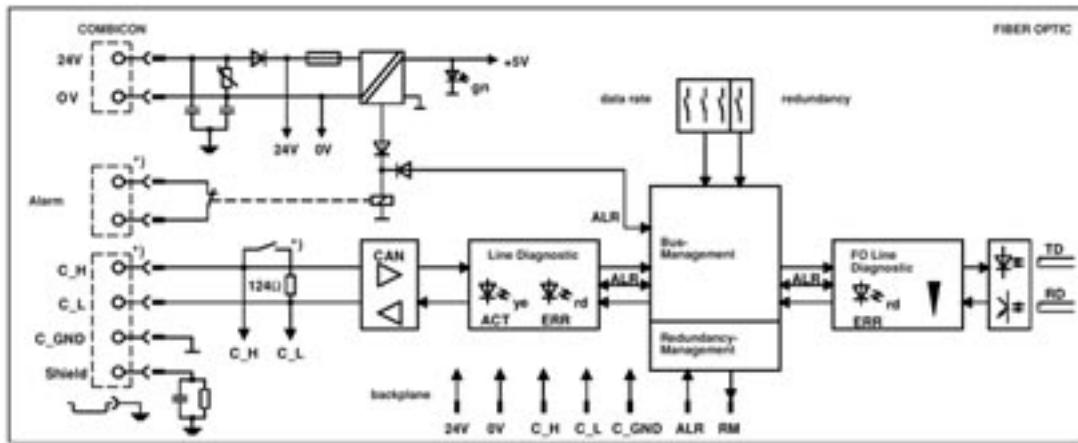 COMBICON
FIBER OPTIC
24V
0V
+5V
gn
data rate
redundancy
24V
0V
*)
Alarm
ALR
*)
*)
C_H
124Ω
C_L
C_GND
Shield
C_H
C_L
CAN
Line Diagnostic
ye
rd
ACT
ERR
ALR
Bus-
Management
Redundancy-
Management
ALR
FO Line
Diagnostic
rd
ERR
TD
RD
backplane
24V
0V
C_H
C_L
C_GND
ALR
RM